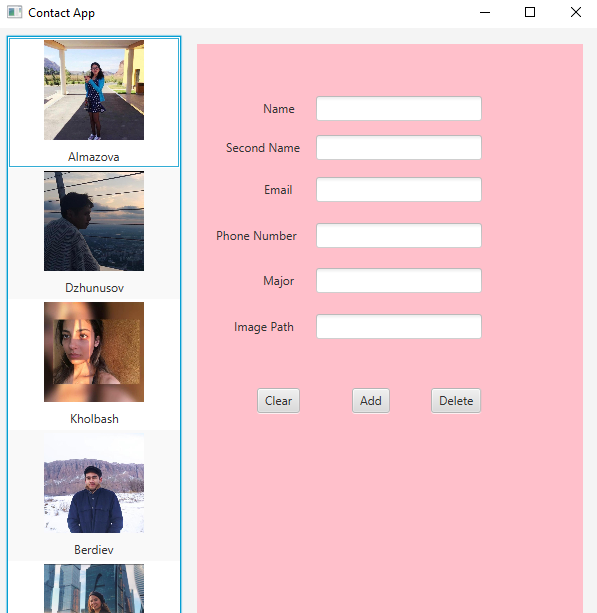 Contact App
Almazova
Dzhunusov
Kholbash
Berdiev
Name
Second Name
Email
Phone Number
Major
Image Path
Clear
Add
Delete